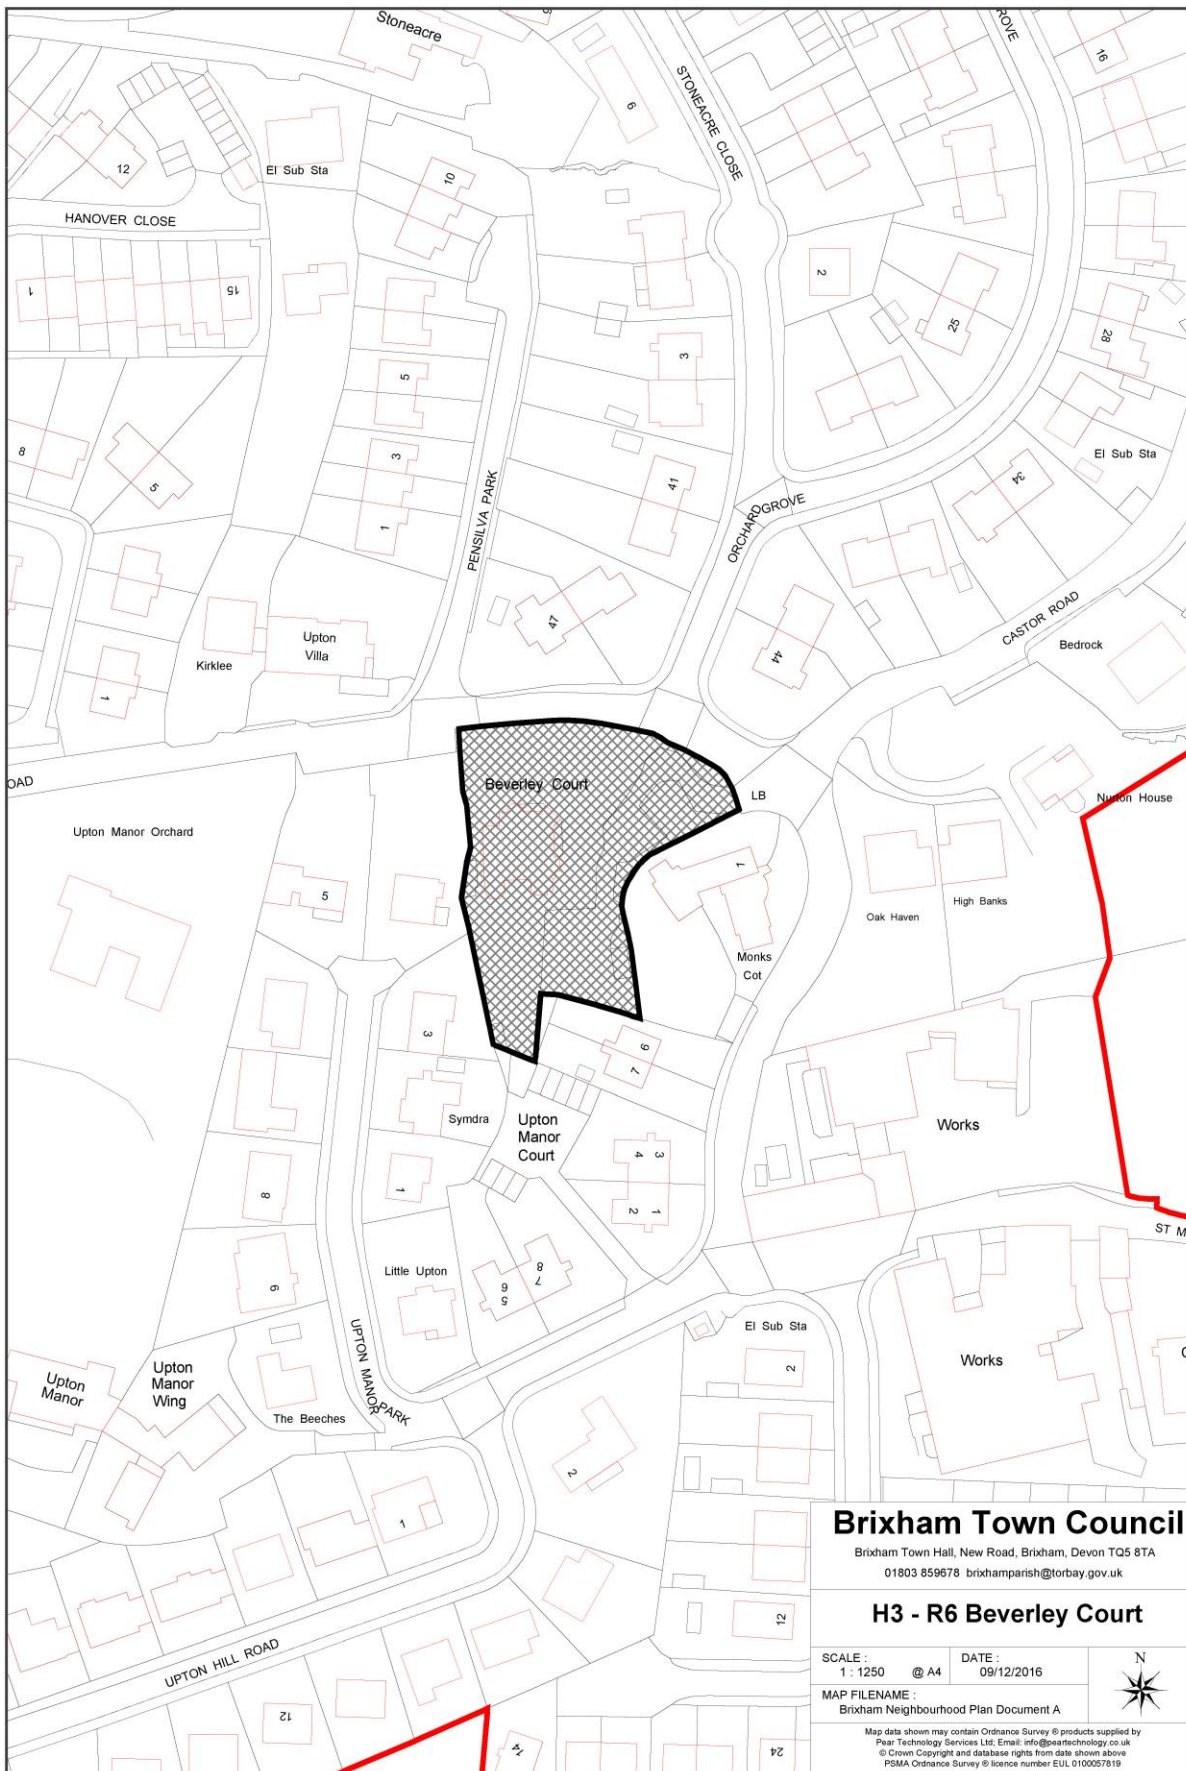 Stoneacre
9
6
STONEACRE CLOSE
ROVE
16
12
El Sub Sta
10
HANOVER CLOSE
1
15
2
25
28
3
5
8
5
3
1
41
34
El Sub Sta
PENSILVA PARK
ORCHARD GROVE
47
44
CASTOR ROAD
Bedrock
Kirklee
Upton
Villa
1
OAD
Beverley Court
LB
Nurton House
Upton Manor Orchard
5
1
Oak Haven
High Banks
Monks
Cot
3
9
7
Symdra
Upton
Manor
Court
Works
1
4 3
2 1
8
ST M
Little Upton
8
7
6
5
9
El Sub Sta
2
Works
UPTON MANOR PARK
Upton
Manor
Upton
Manor
Wing
The Beeches
2
1
12
UPTON HILL ROAD
12
14
24
Brixham Town Council
Brixham Town Hall, New Road, Brixham, Devon TQ5 8TA
01803 859678 brixhamparish@torbay.gov.uk
H3 - R6 Beverley Court
SCALE :
1 : 1250 @ A4
DATE :
09/12/2016
N
MAP FILENAME :
Brixham Neighbourhood Plan Document A
Map data shown may contain Ordnance Survey ® products supplied by
Pear Technology Services Ltd; Email: info@peartechnology.co.uk
© Crown Copyright and database rights from date shown above
PSMA Ordnance Survey ® licence number EUL 0100057819